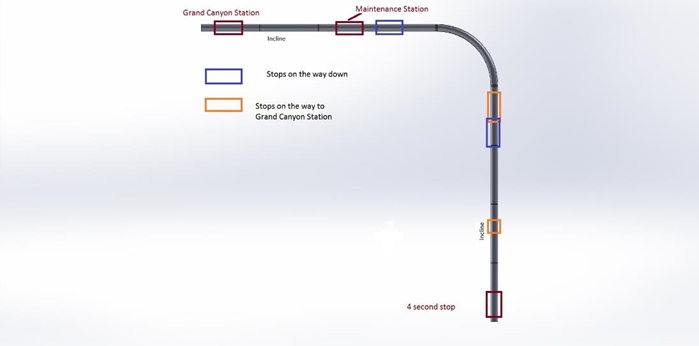 Grand Canyon Station
Maintenance Station
Incline
Stops on the way down
Stops on the way to
Grand Canyon Station
Incline
4 second stop